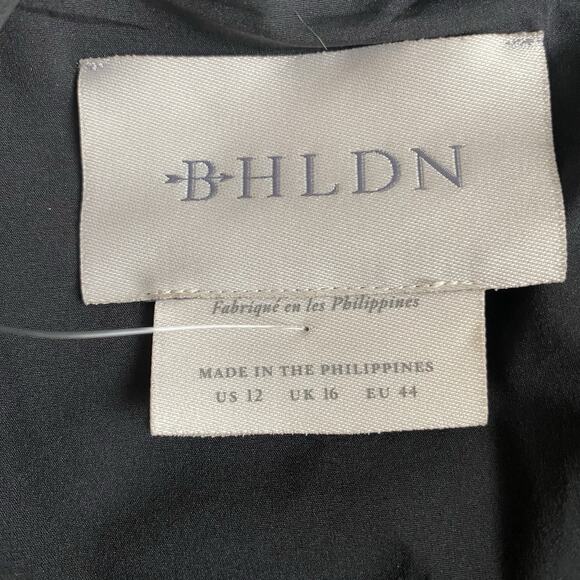 BHLDN
Fabriqué en les Philippines
MADE IN THE PHILIPPINES
US 12 UK 16 EU 44